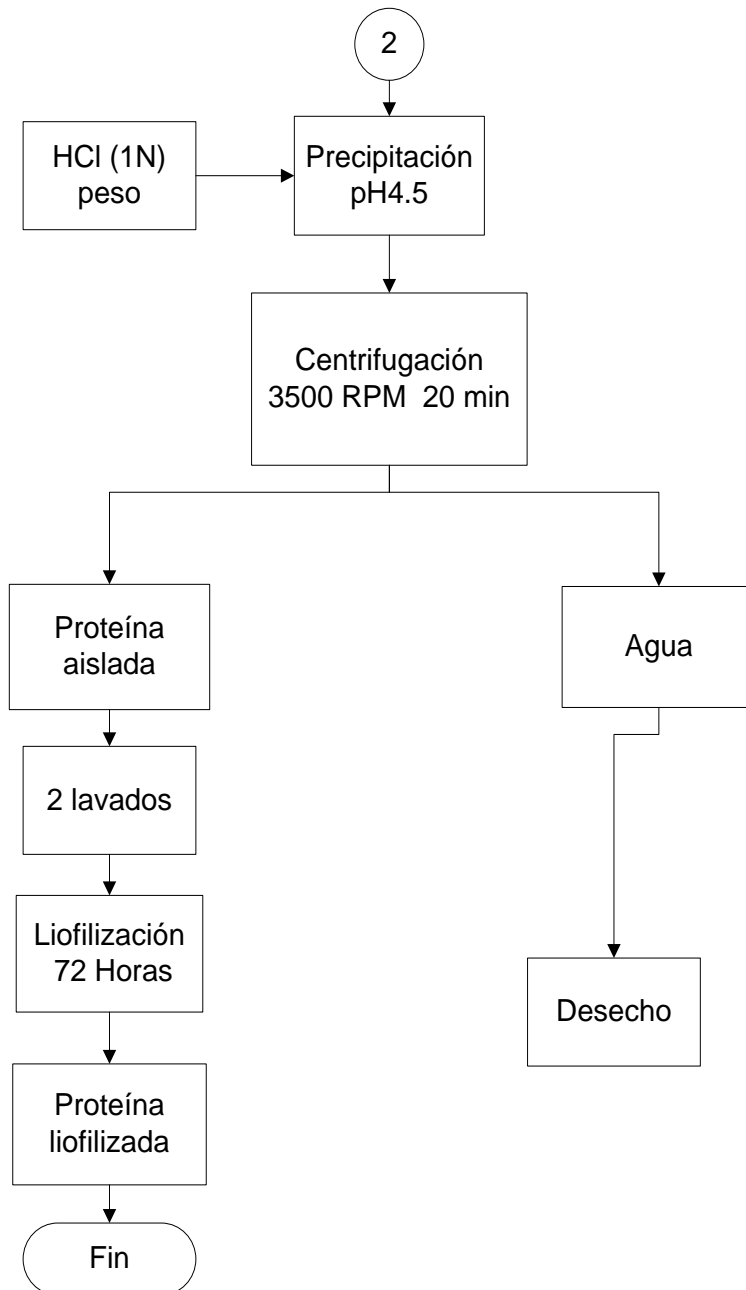 2
HCl (1N)
peso
Precipitación
pH4.5
Centrifugación
3500 RPM  20 min
Proteína
aislada
Agua
2 lavados
Liofilización
72 Horas
Desecho
Proteína
liofilizada
Fin